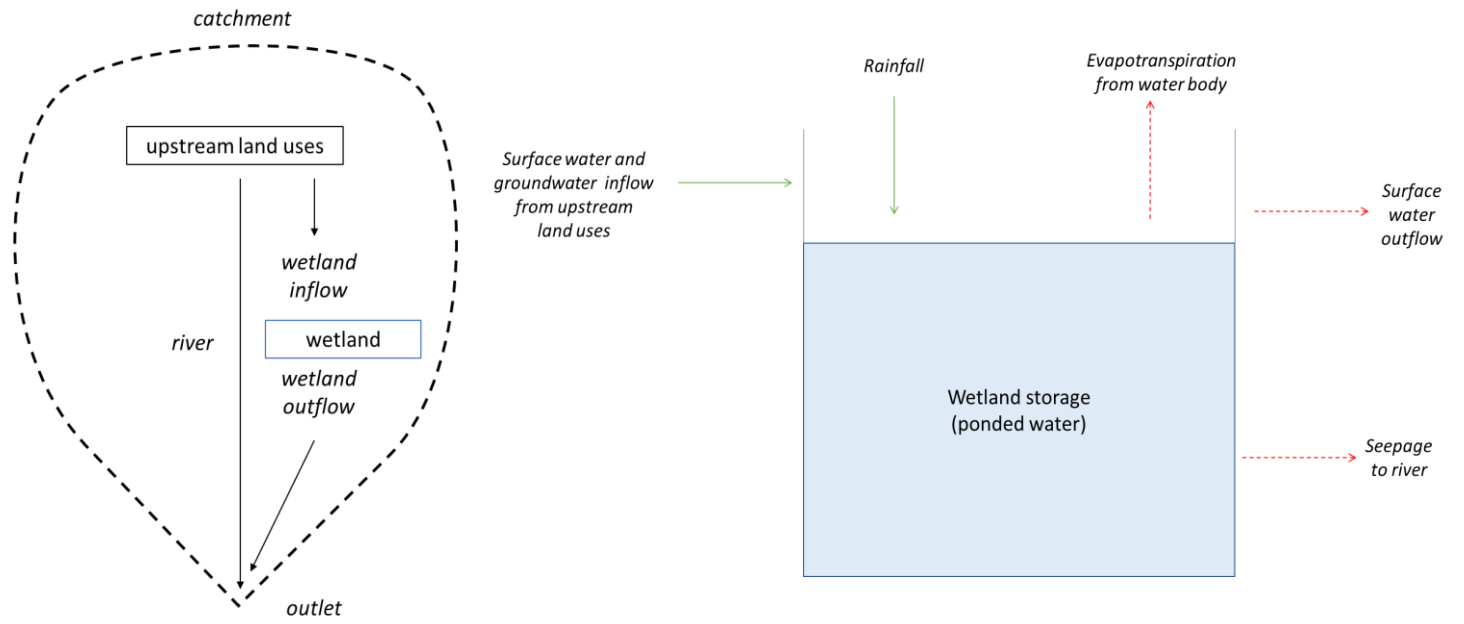 catchment
upstream land uses
wetland
inflow
river
wetland
wetland
outflow
outlet
Rainfall
Evapotranspiration
from water body
Surface water and
groundwater inflow
from upstream
land uses
Surface
water
outflow
Wetland storage
(ponded water)
Seepage
to river